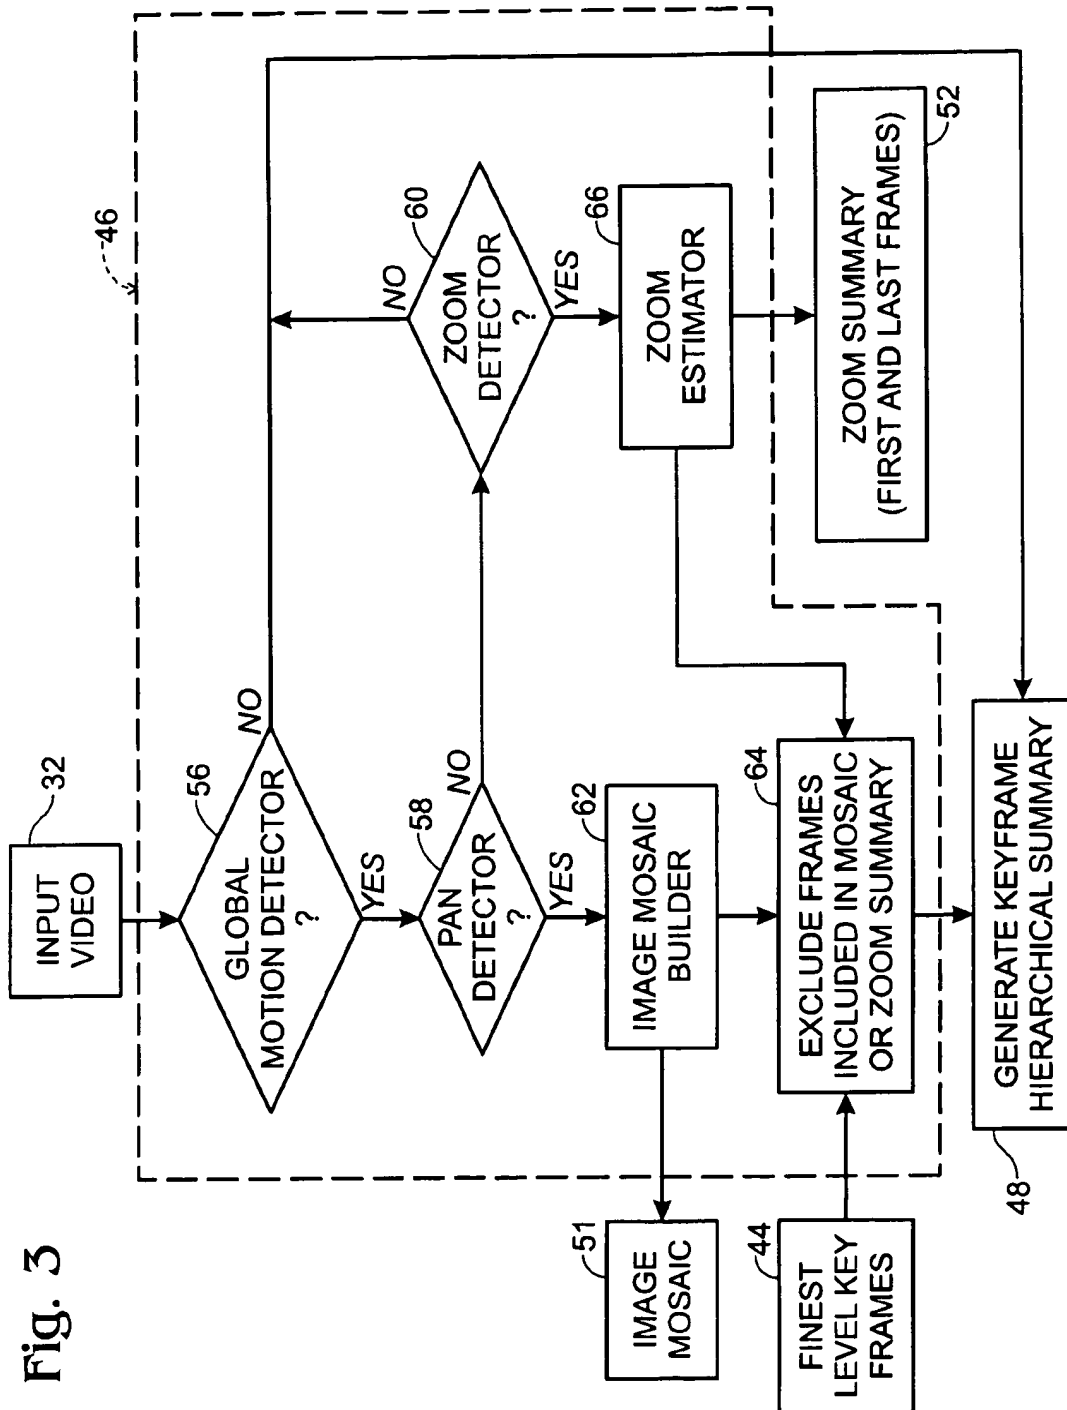 Fig. 3
46
32
INPUT
VIDEO
56
GLOBAL
MOTION DETECTOR
?
NO
YES
58
PAN
DETECTOR
?
NO
YES
60
ZOOM
DETECTOR
?
NO
YES
62
IMAGE MOSAIC
BUILDER
66
ZOOM
ESTIMATOR
51
IMAGE
MOSAIC
64
EXCLUDE FRAMES
INCLUDED IN MOSAIC
OR ZOOM SUMMARY
52
ZOOM SUMMARY
(FIRST AND LAST FRAMES)
44
FINEST
LEVEL KEY
FRAMES
48
GENERATE KEYFRAME
HIERARCHICAL SUMMARY